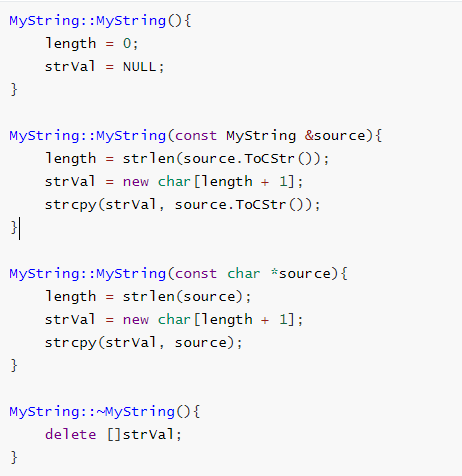 MyString::MyString(){
    length = 0;
    strVal = NULL;
}

MyString::MyString(const MyString &source){
    length = strlen(source.ToCStr());
    strVal = new char[length + 1];
    strcpy(strVal, source.ToCStr());
}

MyString::MyString(const char *source){
    length = strlen(source);
    strVal = new char[length + 1];
    strcpy(strVal, source);
}

MyString::~MyString(){
    delete []strVal;
}